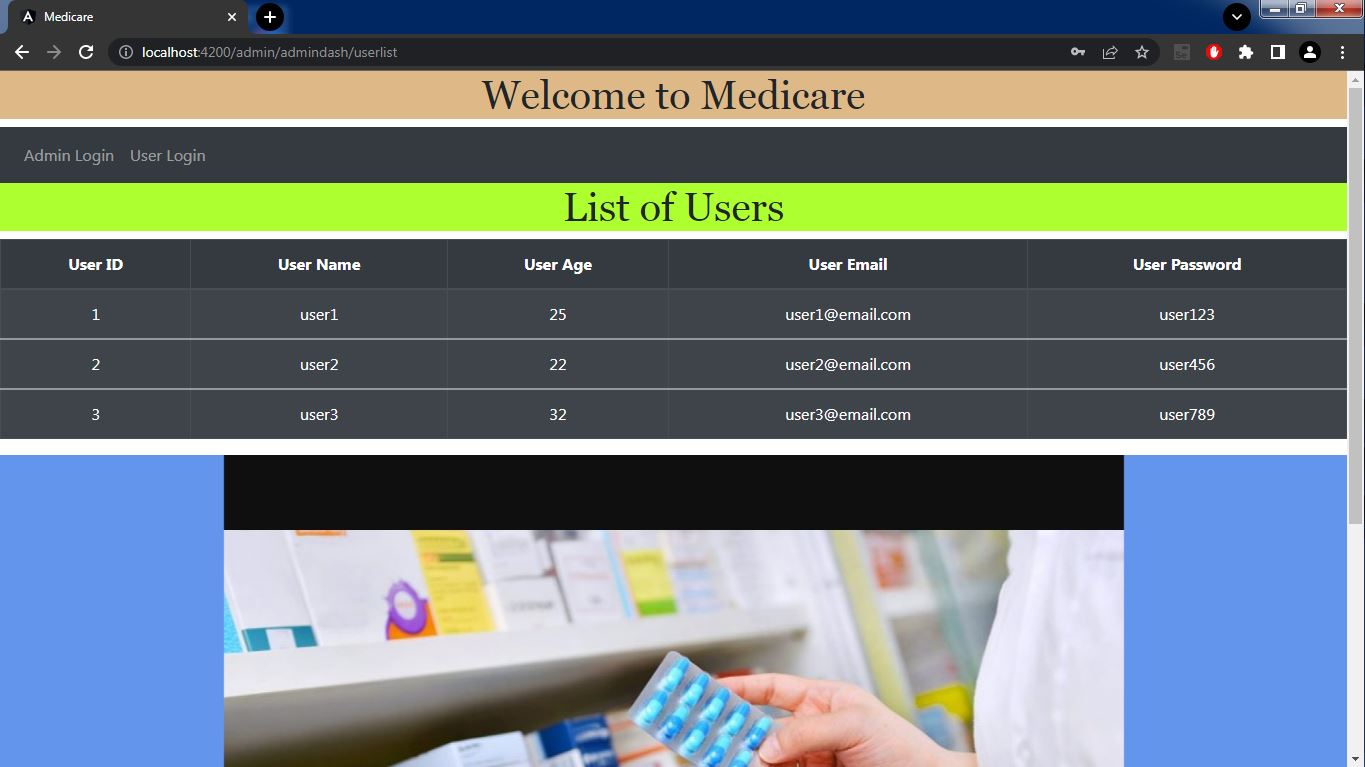 Medicare
localhost:4200/admin/admindash/userlist
Welcome to Medicare
Admin Login User Login
List of Users
User ID User Name User Age User Email User Password
1 user1 25 user1@email.com user123
2 user2 22 user2@email.com user456
3 user3 32 user3@email.com user789